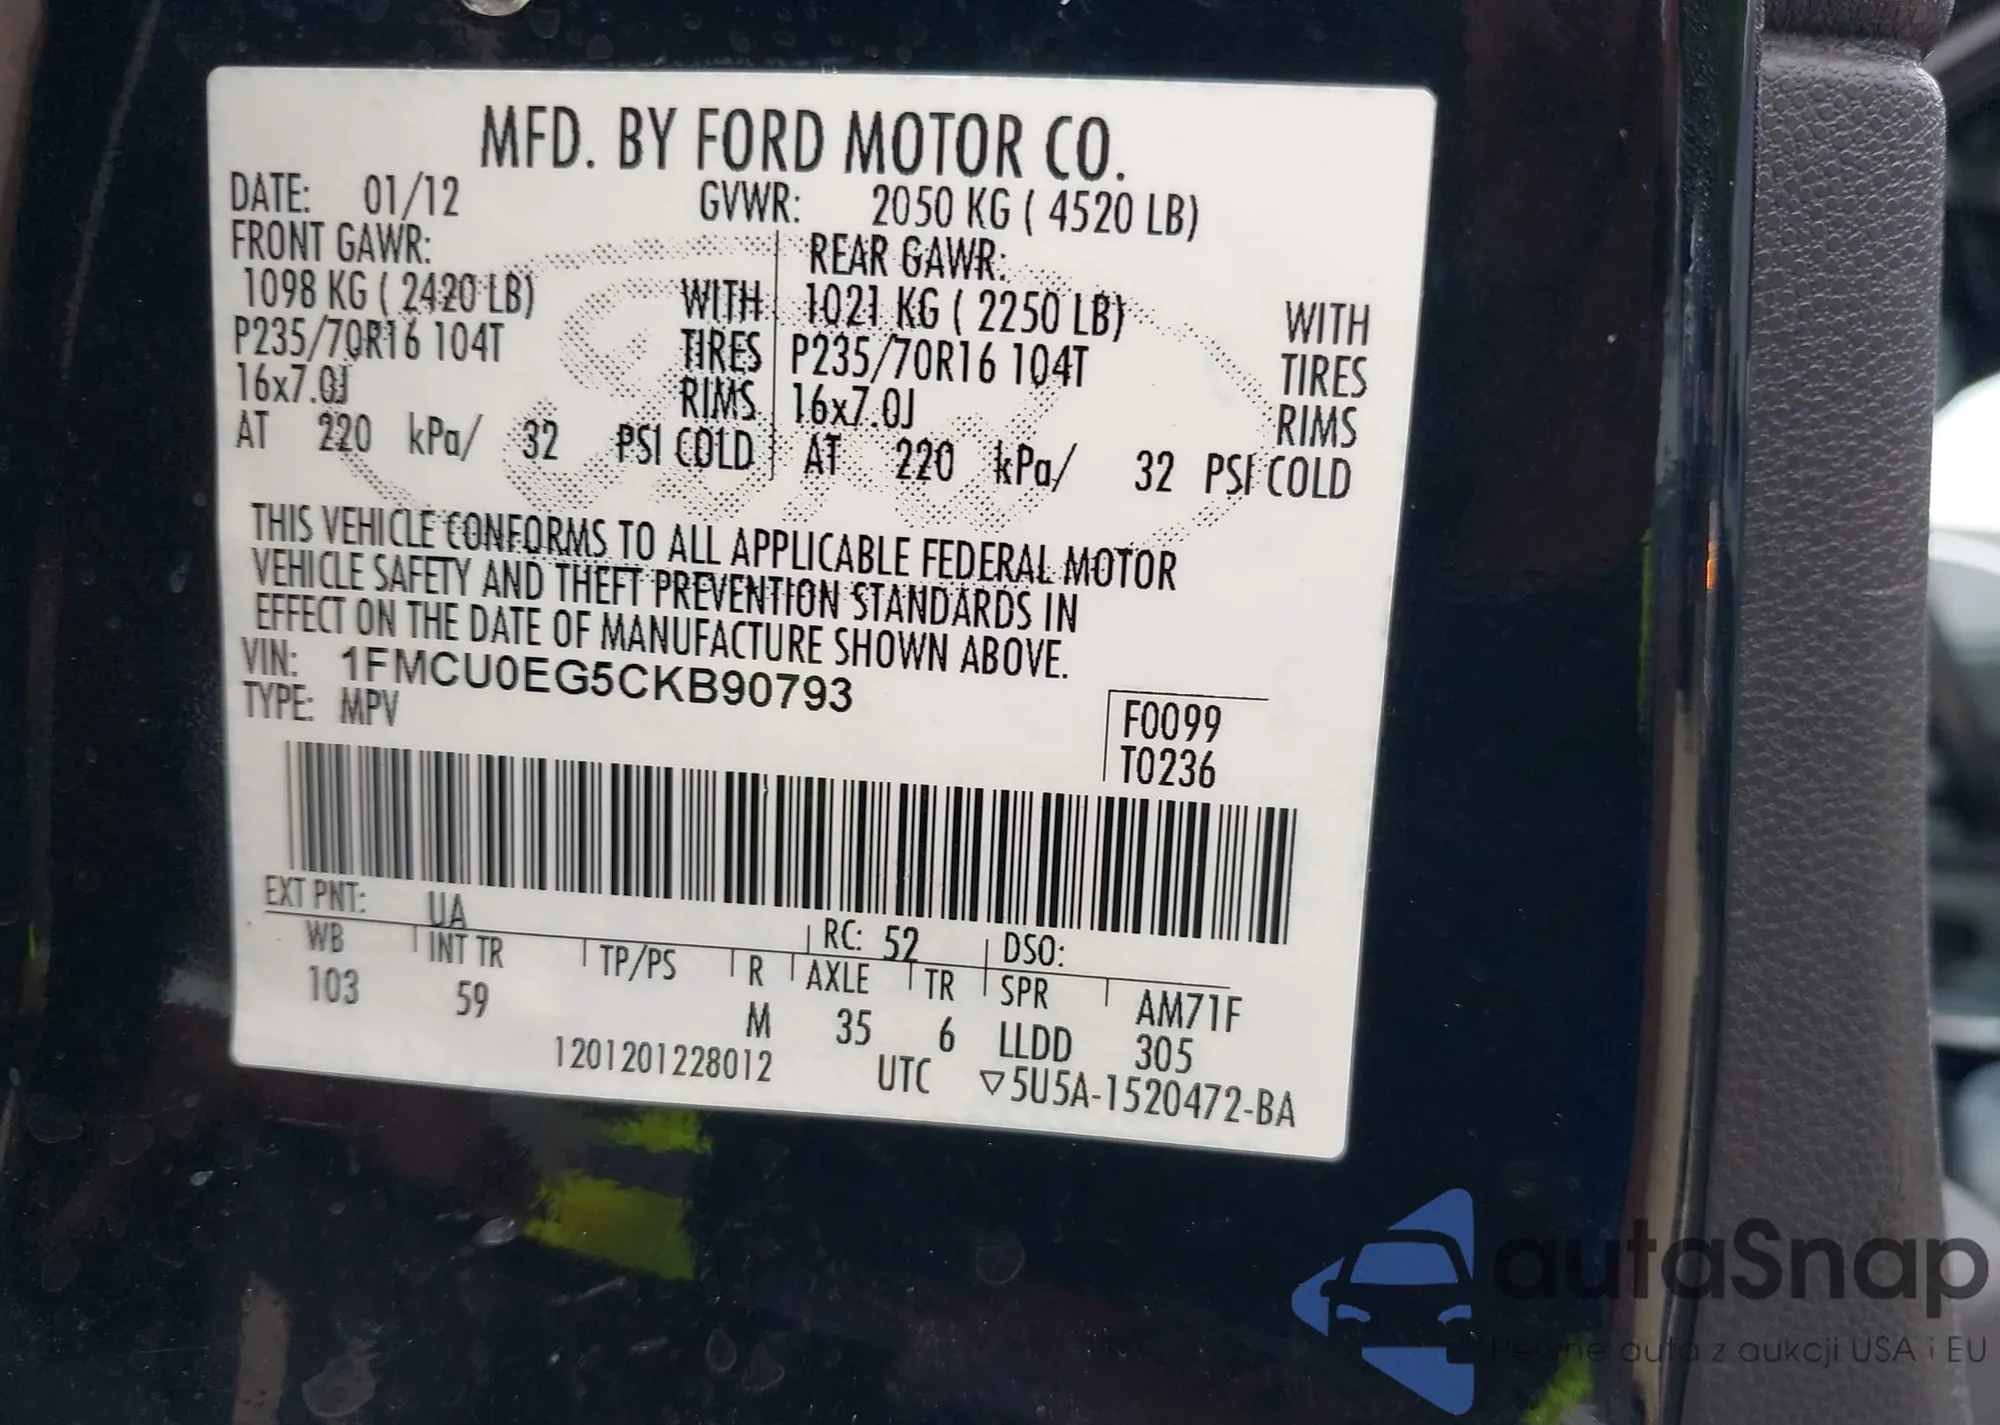 MFD. BY FORD MOTOR CO.
DATE: 01/12 GVWR: 2050 KG ( 4520 LB)
FRONT GAWR: REAR GAWR:
1098 KG ( 2420 LB) WITH 1021 KG ( 2250 LB) WITH
P235/70R16 104T TIRES P235/70R16 104T TIRES
16x7.0J RIMS 16x7.0J RIMS
AT 220 kPa/ 32 PSI COLD AT 220 kPa/ 32 PSI COLD
THIS VEHICLE CONFORMS TO ALL APPLICABLE FEDERAL MOTOR
VEHICLE SAFETY AND THEFT PREVENTION STANDARDS IN
EFFECT ON THE DATE OF MANUFACTURE SHOWN ABOVE.
VIN: 1FMCU0EG5CKB90793
TYPE: MPV
F0099
T0236
EXT PNT: UA RC: 52 DSO:
WB INT TR TP/PS R AXLE TR SPR AM71F
103 59 M 35 6 LLDD 305
1201201228012 UTC ▽5U5A-1520472-BA
autaSnap
Pewne auta z aukcji USA i EU